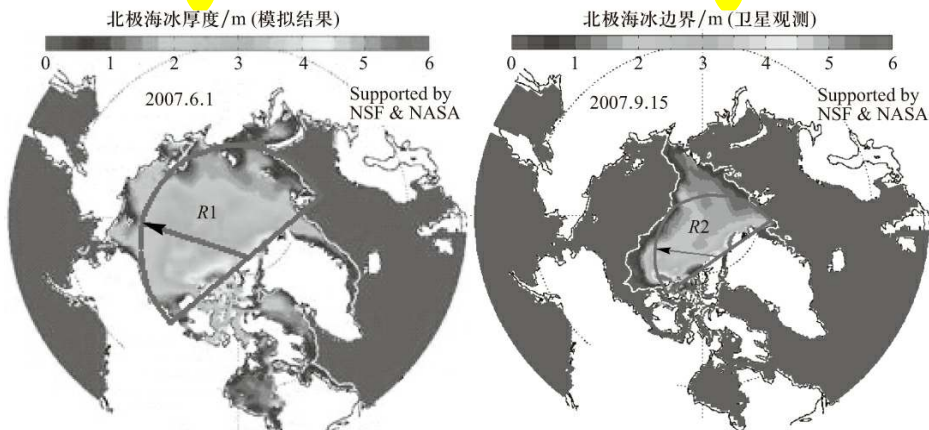 北极海冰厚度/m (模拟结果)
0 1 2 3 4 5 6
2007.6.1
Supported by
NSF & NASA
R1
北极海冰边界/m (卫星观测)
0 1 2 3 4 5 6
2007.9.15
Supported by
NSF & NASA
R2